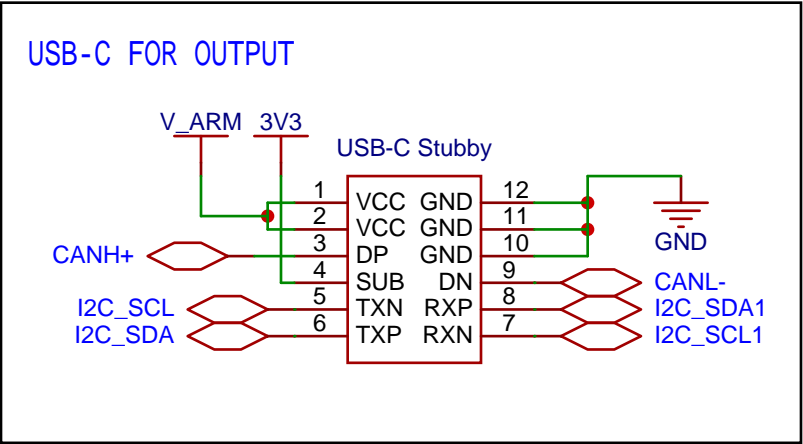 USB-C FOR OUTPUT
V_ARM 3V3
USB-C Stubby
1 VCC GND 12
2 VCC GND 11
GND
CANH+ 3 DP GND 10
4 SUB DN 9 CANL-
I2C_SCL 5 TXN RXP 8 I2C_SDA1
I2C_SDA 6 TXP RXN 7 I2C_SCL1